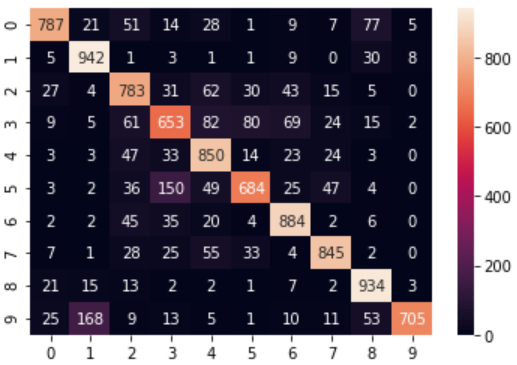 0 787 21 51 14 28 1 9 7 77 5
1 5 942 1 3 1 1 9 0 30 8
2 27 4 783 31 62 30 43 15 5 0
3 9 5 61 653 82 80 69 24 15 2
4 3 3 47 33 850 14 23 24 3 0
5 3 2 36 150 49 684 25 47 4 0
6 2 2 45 35 20 4 884 2 6 0
7 7 1 28 25 55 33 4 845 2 0
8 21 15 13 2 2 1 7 2 934 3
9 25 168 9 13 5 1 10 11 53 705
0 1 2 3 4 5 6 7 8 9
800
600
400
200
0